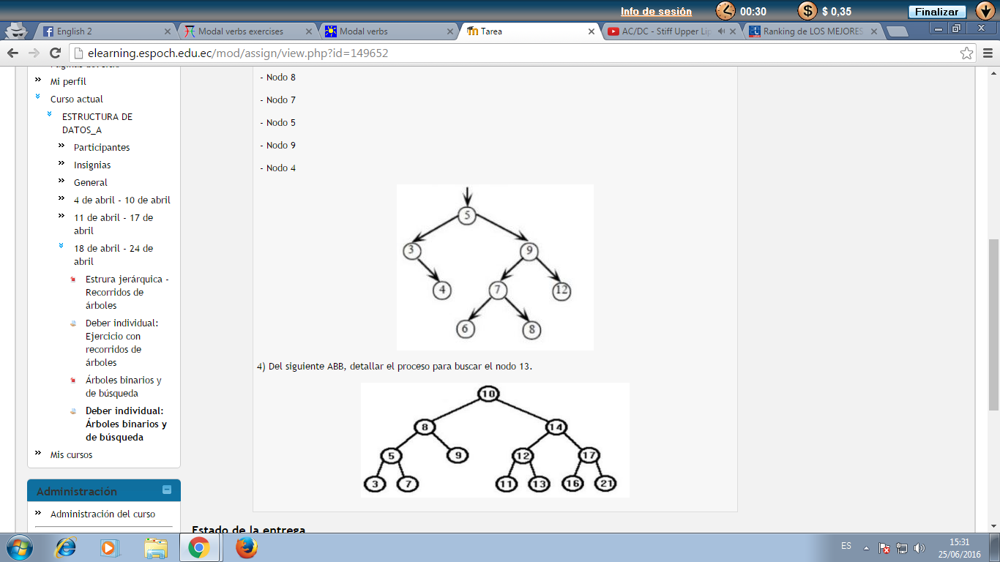 Info de sesión 00:30 $ 0,35 Finalizar
English 2 Modal verbs exercises Modal verbs Tarea AC/DC - Stiff Upper Lip Ranking de LOS MEJORES
elearning.espoch.edu.ec/mod/assign/view.php?id=149652
Mi perfil
Curso actual
ESTRUCTURA DE
DATOS_A
Participantes
Insignias
General
4 de abril - 10 de abril
11 de abril - 17 de
abril
18 de abril - 24 de
abril
Estrura jerárquica -
Recorridos de
árboles
Deber individual:
Ejercicio con
recorridos de
árboles
Árboles binarios y
de búsqueda
Deber individual:
Árboles binarios y
de búsqueda
Mis cursos
Administración
Administración del curso
- Nodo 8
- Nodo 7
- Nodo 5
- Nodo 9
- Nodo 4
5
3 9
4 7 12
6 8
4) Del siguiente ABB, detallar el proceso para buscar el nodo 13.
10
8 14
5 9 12 17
3 7 11 13 16 21
Estado de la entrega
ES 15:31
25/06/2016